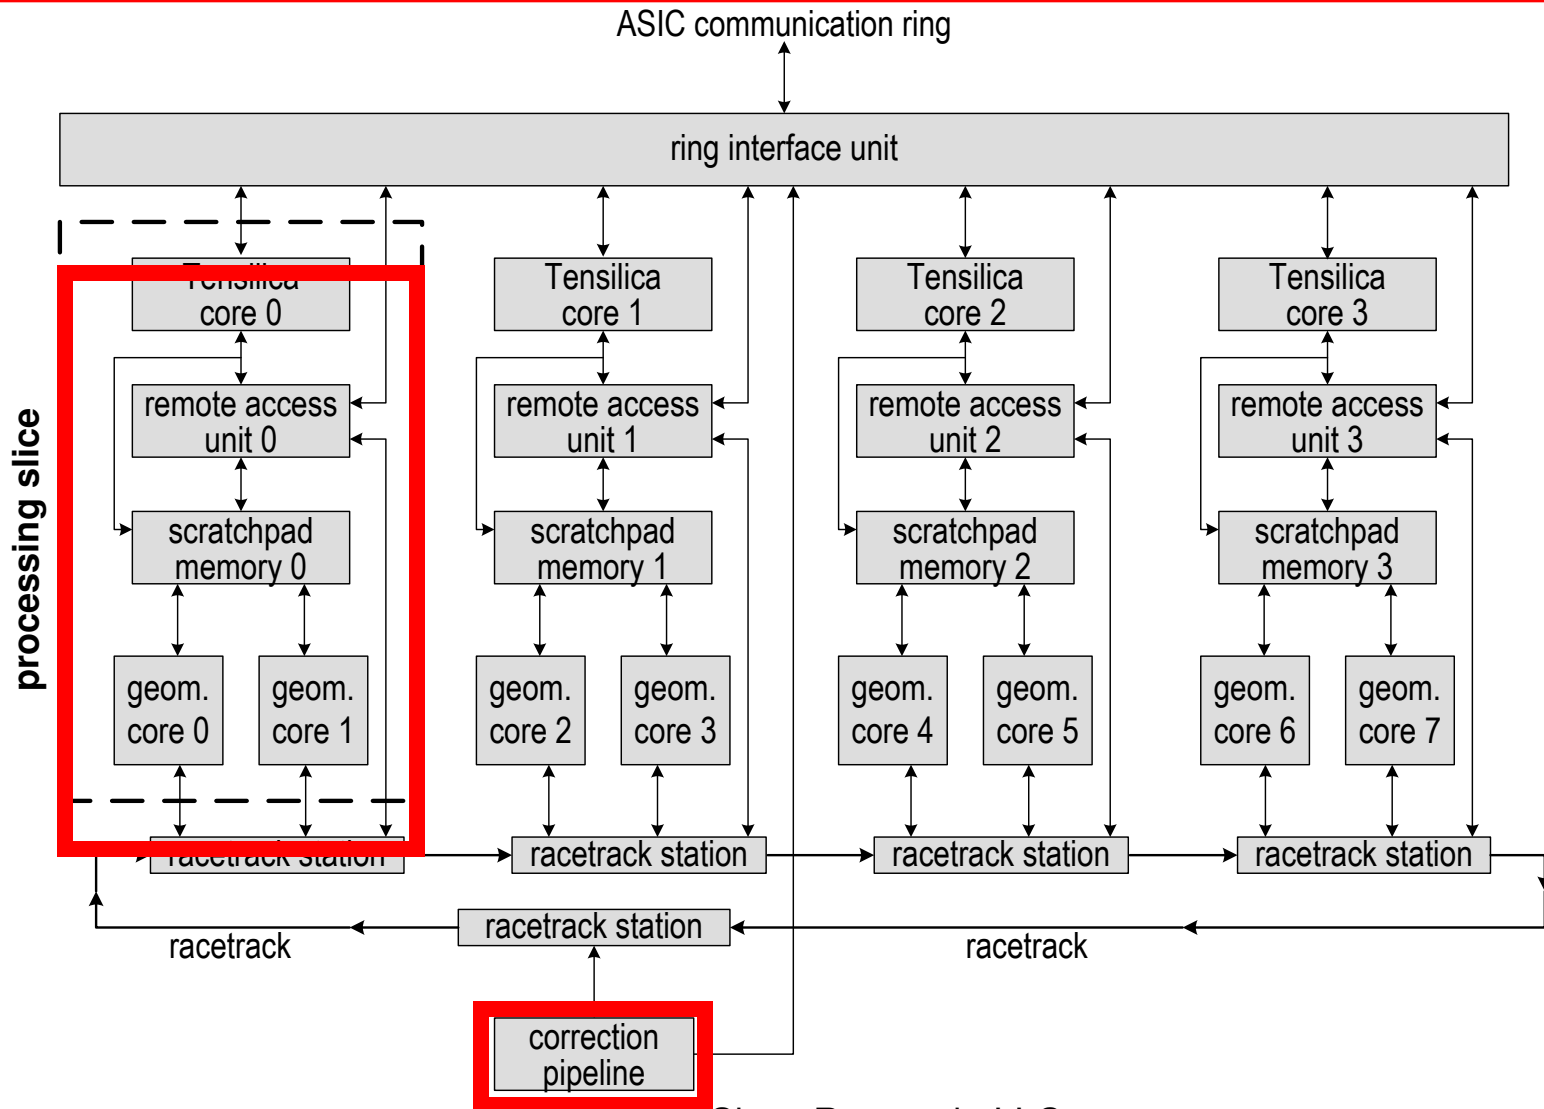 ASIC communication ring
ring interface unit
Tensilica
core 0
Tensilica
core 1
Tensilica
core 2
Tensilica
core 3
remote access
unit 0
remote access
unit 1
remote access
unit 2
remote access
unit 3
processing slice
scratchpad
memory 0
scratchpad
memory 1
scratchpad
memory 2
scratchpad
memory 3
geom.
core 0
geom.
core 1
geom.
core 2
geom.
core 3
geom.
core 4
geom.
core 5
geom.
core 6
geom.
core 7
racetrack station
racetrack station
racetrack station
racetrack station
racetrack station
racetrack
racetrack
correction
pipeline